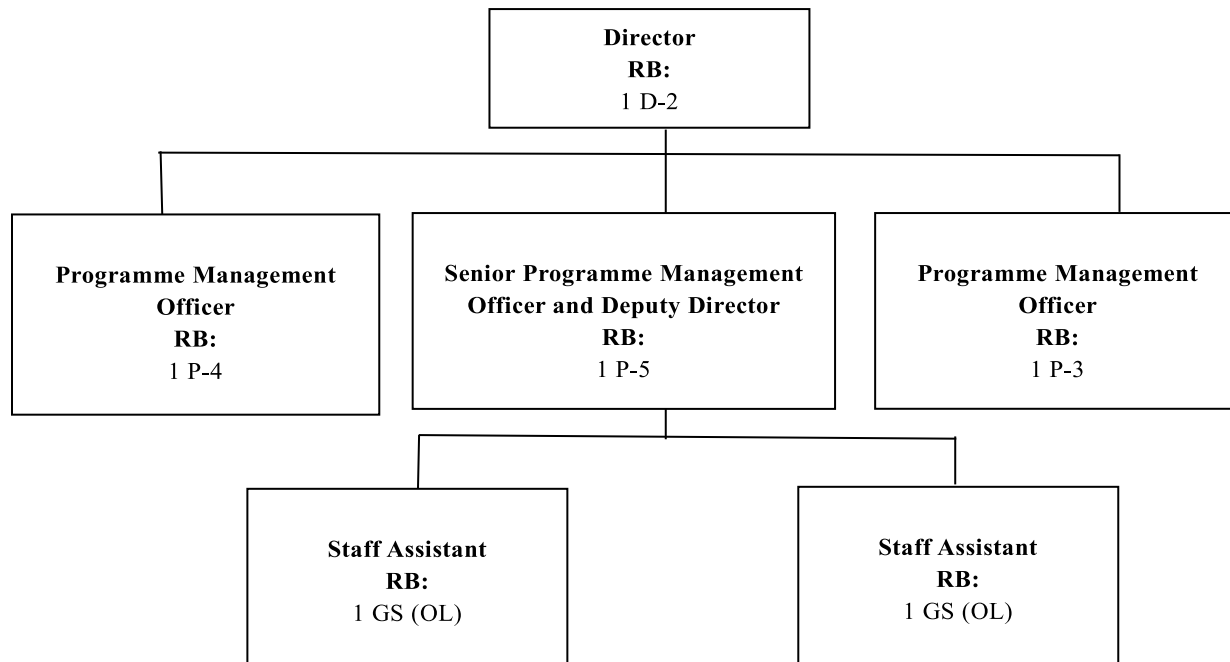 Director
RB:
1 D-2
Programme Management
Officer
RB:
1 P-4
Senior Programme Management
Officer and Deputy Director
RB:
1 P-5
Programme Management
Officer
RB:
1 P-3
Staff Assistant
RB:
1 GS (OL)
Staff Assistant
RB:
1 GS (OL)